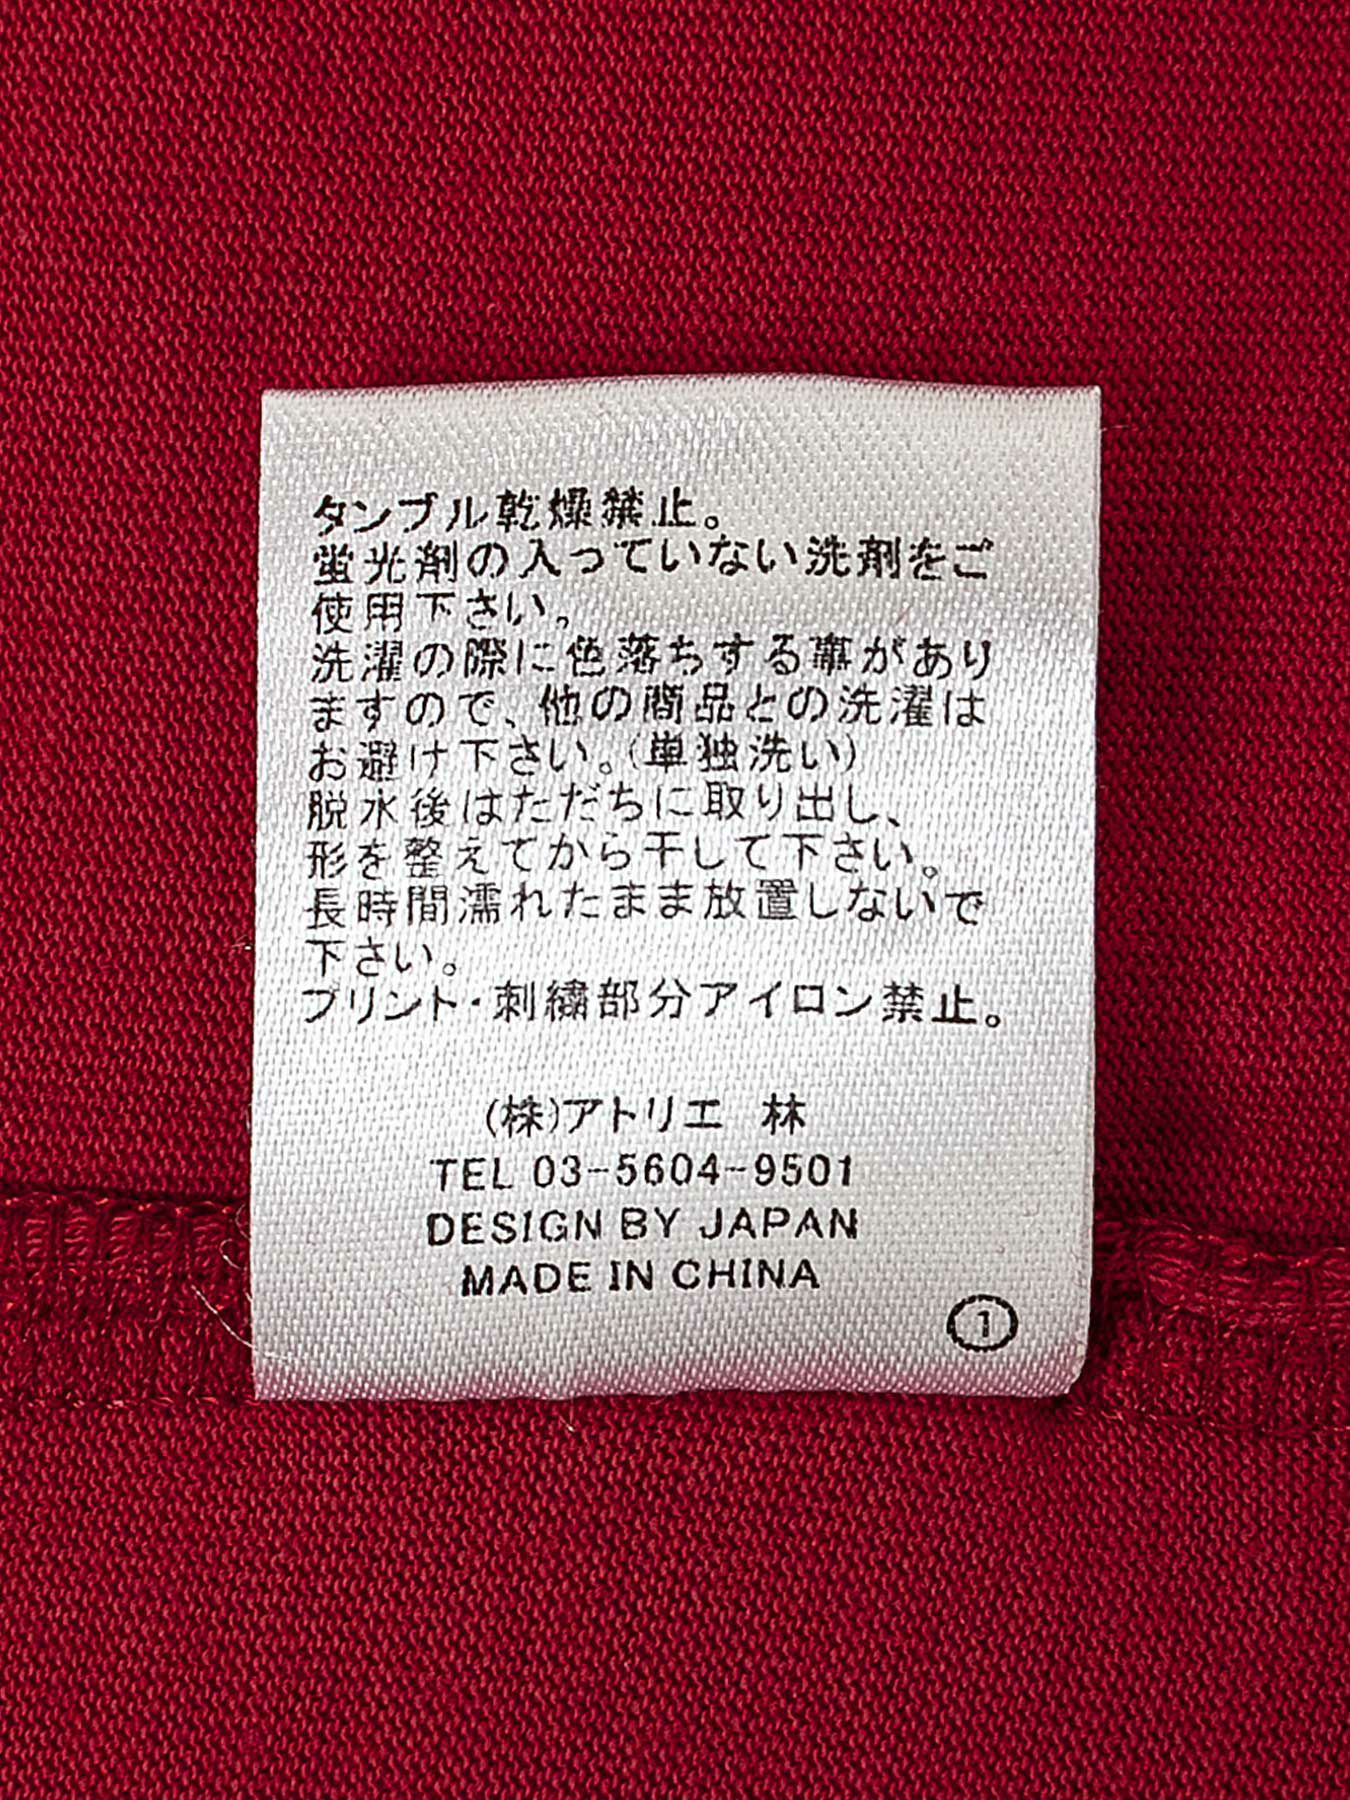 タンブル乾燥禁止。
蛍光剤の入っていない洗剤をご
使用下さい。
洗濯の際に色落ちする事があり
ますので、他の商品との洗濯は
お避け下さい。(単独洗い)
脱水後はただちに取り出し、
形を整えてから干して下さい。
長時間濡れたまま放置しないで
下さい。
プリント・刺繍部分アイロン禁止。
(株)アトリエ 林
TEL 03-5604-9501
DESIGN BY JAPAN
MADE IN CHINA
1